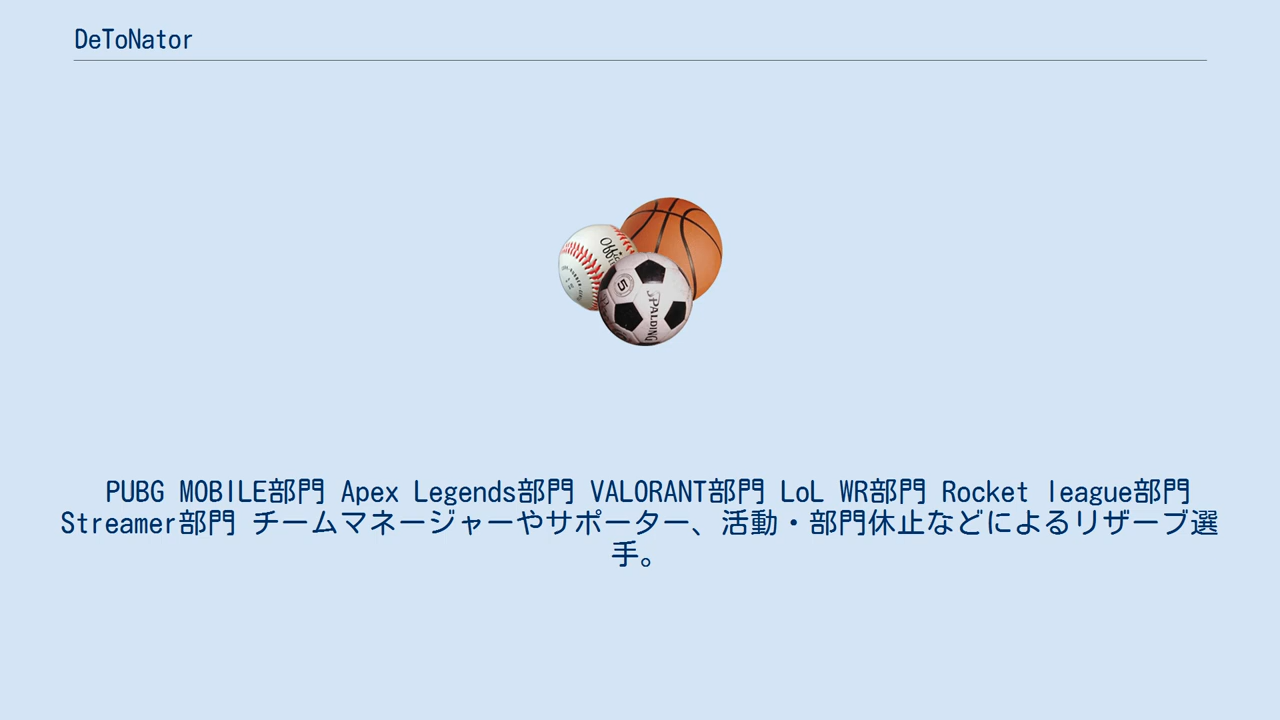 DeToNator
SPALDING
5
PUBG MOBILE部門 Apex Legends部門 VALORANT部門 LoL WR部門 Rocket league部門
Streamer部門 チームマネージャーやサポーター、活動・部門休止などによるリザーブ選
手。